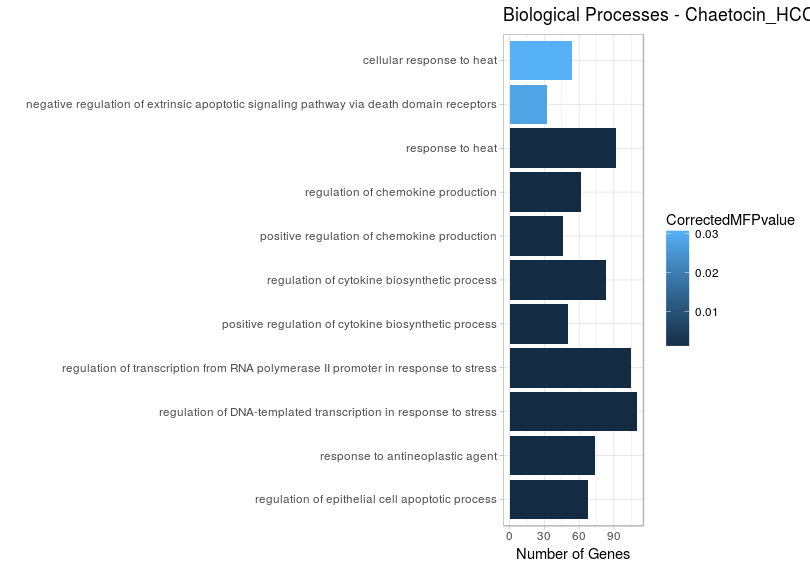 Biological Processes - Chaetocin_HCC
cellular response to heat
negative regulation of extrinsic apoptotic signaling pathway via death domain receptors
response to heat
regulation of chemokine production
positive regulation of chemokine production
regulation of cytokine biosynthetic process
positive regulation of cytokine biosynthetic process
regulation of transcription from RNA polymerase II promoter in response to stress
regulation of DNA-templated transcription in response to stress
response to antineoplastic agent
regulation of epithelial cell apoptotic process
0 30 60 90
Number of Genes
CorrectedMFPvalue
0.03
0.02
0.01